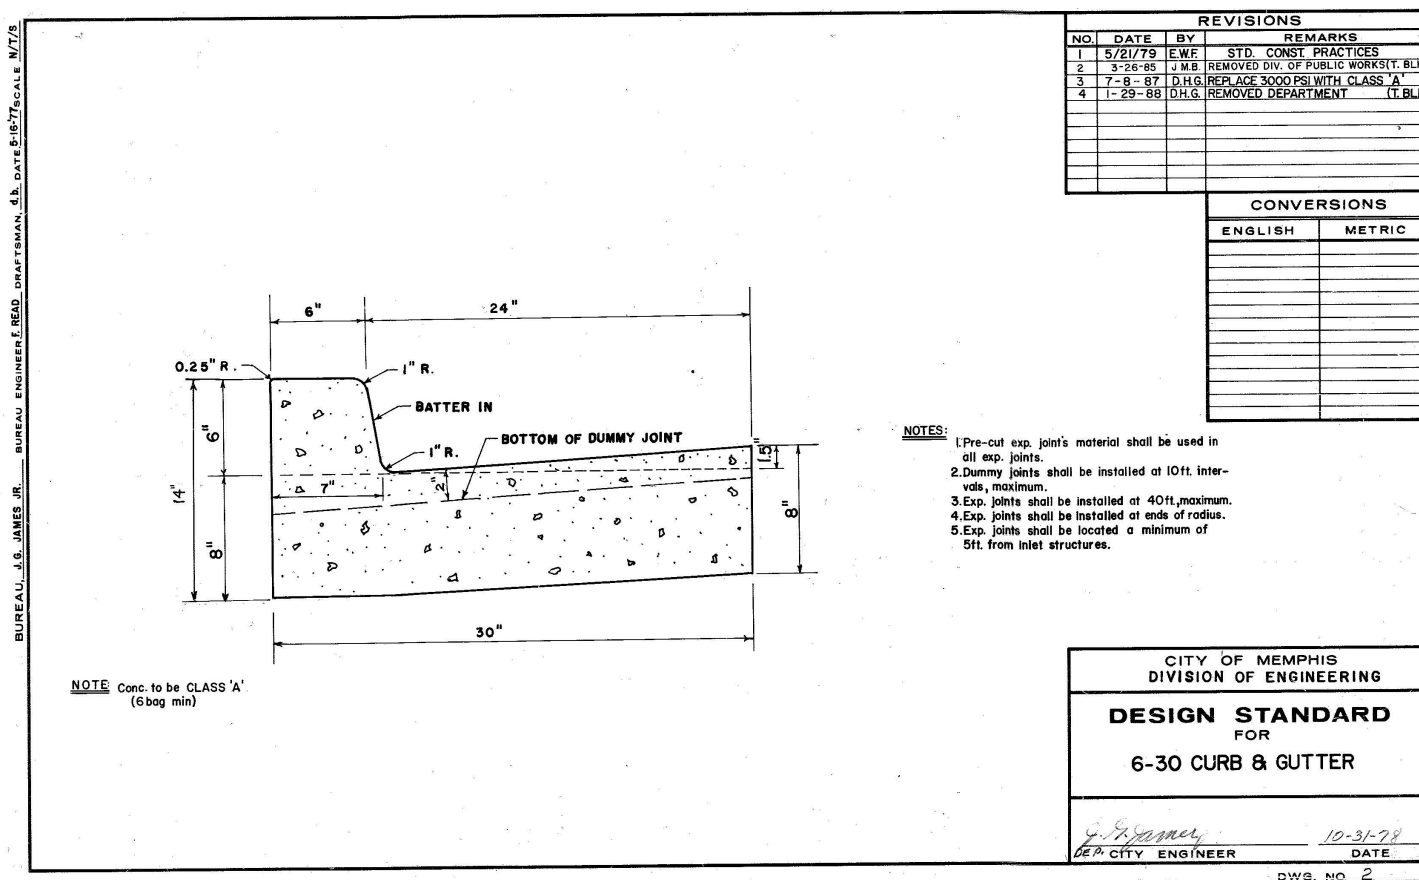 REVISIONS
NO. DATE BY REMARKS
1 5/21/79 E.W.F. STD. CONST. PRACTICES
2 3-26-85 J.M.B. REMOVED DIV. OF PUBLIC WORKS (T. BL
3 7-8-87 D.H.G. REPLACE 3000 PSI WITH CLASS 'A'
4 1-29-88 D.H.G. REMOVED DEPARTMENT (T. BL
CONVERSIONS
ENGLISH METRIC
BUREAU, J.G. JAMES JR. BUREAU ENGINEER F. READ DRAFTSMAN, d.b. DATE 5-16-77 SCALE N/T/S
6" 24"
0.25" R. 1" R.
BATTER IN
6"
BOTTOM OF DUMMY JOINT
1" R.
1.5"
7" 2"
14"
8" 8"
30"
NOTE: Conc. to be CLASS 'A'
(6 bag min)
NOTES:
1. Pre-cut exp. joint's material shall be used in
all exp. joints.
2. Dummy joints shall be installed at 10ft. inter-
vals, maximum.
3. Exp. joints shall be installed at 40ft., maximum.
4. Exp. joints shall be installed at ends of radius.
5. Exp. joints shall be located a minimum of
5ft. from inlet structures.
CITY OF MEMPHIS
DIVISION OF ENGINEERING
DESIGN STANDARD
FOR
6-30 CURB & GUTTER
J. G. James 10-31-78
DEP. CITY ENGINEER DATE
DWG. NO. 2